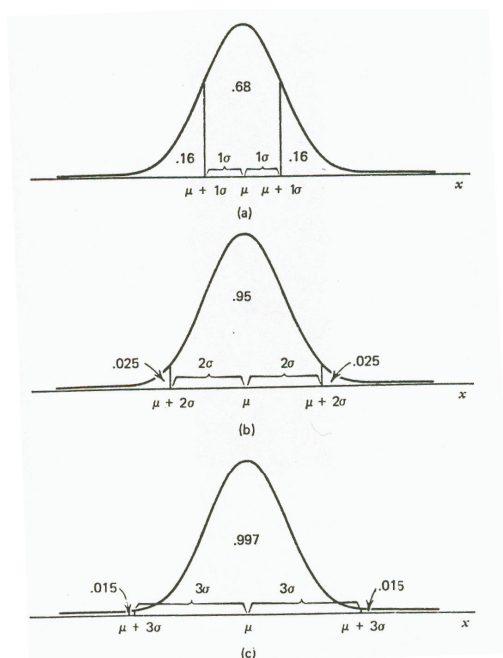 .68
.16 1σ 1σ .16
μ + 1σ μ μ + 1σ x
(a)
.95
.025 2σ 2σ .025
μ + 2σ μ μ + 2σ x
(b)
.997
.015 3σ 3σ .015
μ + 3σ μ μ + 3σ x
(c)